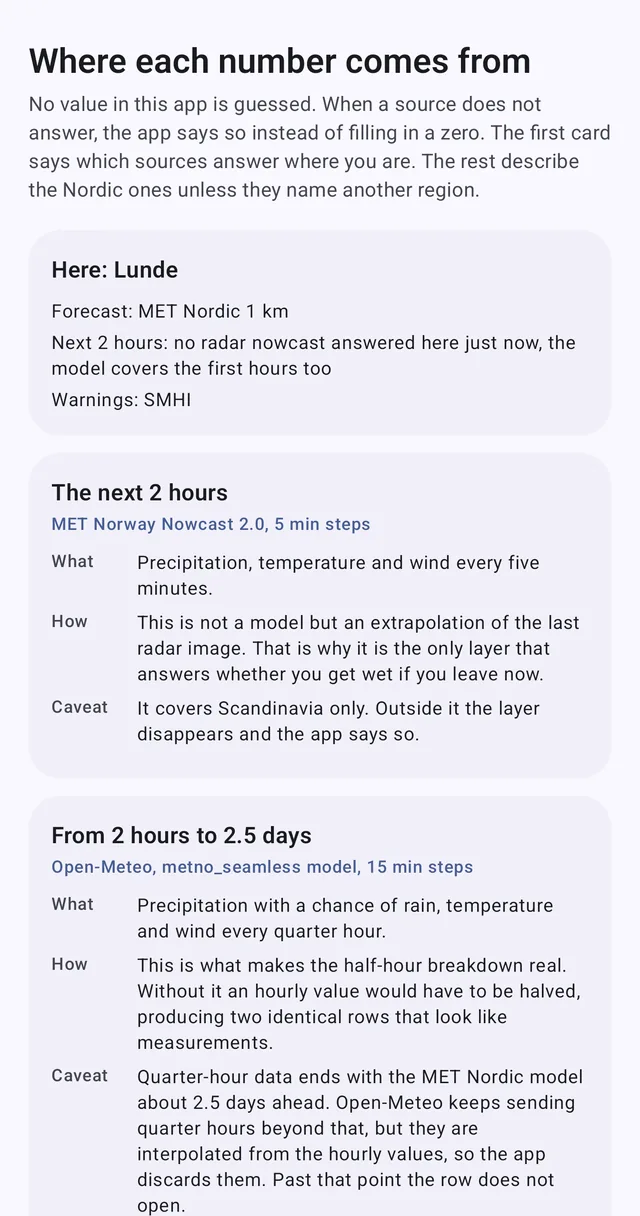 Where each number comes from
No value in this app is guessed. When a source does not
answer, the app says so instead of filling in a zero. The first card
says which sources answer where you are. The rest describe
the Nordic ones unless they name another region.
Here: Lunde
Forecast: MET Nordic 1 km
Next 2 hours: no radar nowcast answered here just now, the
model covers the first hours too
Warnings: SMHI
The next 2 hours
MET Norway Nowcast 2.0, 5 min steps
What
Precipitation, temperature and wind every five
minutes.
How
This is not a model but an extrapolation of the last
radar image. That is why it is the only layer that
answers whether you get wet if you leave now.
Caveat
It covers Scandinavia only. Outside it the layer
disappears and the app says so.
From 2 hours to 2.5 days
Open-Meteo, metno_seamless model, 15 min steps
What
Precipitation with a chance of rain, temperature
and wind every quarter hour.
How
This is what makes the half-hour breakdown real.
Without it an hourly value would have to be halved,
producing two identical rows that look like
measurements.
Caveat
Quarter-hour data ends with the MET Nordic model
about 2.5 days ahead. Open-Meteo keeps sending
quarter hours beyond that, but they are
interpolated from the hourly values, so the app
discards them. Past that point the row does not
open.